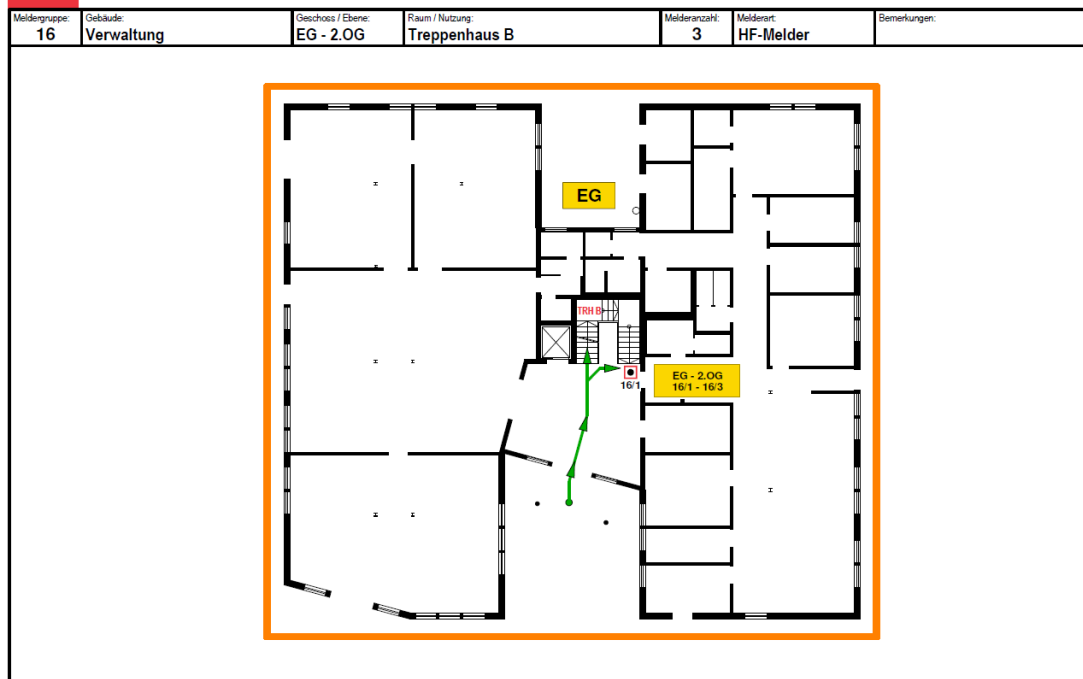 Meldergruppe: Gebäude: Geschoss / Ebene: Raum / Nutzung: Melderanzahl: Melderart: Bemerkungen:
16 Verwaltung EG - 2.OG Treppenhaus B 3 HF-Melder
EG
TRH B
16/1
EG - 2.OG
16/1 - 16/3